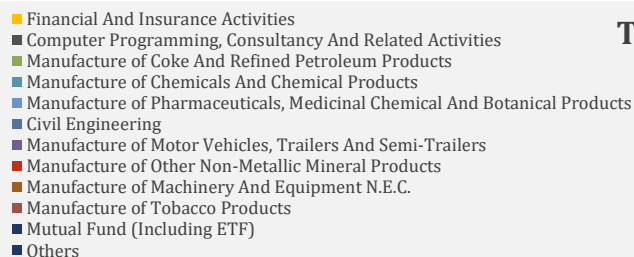 Financial And Insurance Activities
Computer Programming, Consultancy And Related Activities
T
Manufacture of Coke And Refined Petroleum Products
Manufacture of Chemicals And Chemical Products
Manufacture of Pharmaceuticals, Medicinal Chemical And Botanical Products
Civil Engineering
Manufacture of Motor Vehicles, Trailers And Semi-Trailers
Manufacture of Other Non-Metallic Mineral Products
Manufacture of Machinery And Equipment N.E.C.
Manufacture of Tobacco Products
Mutual Fund (Including ETF)
Others